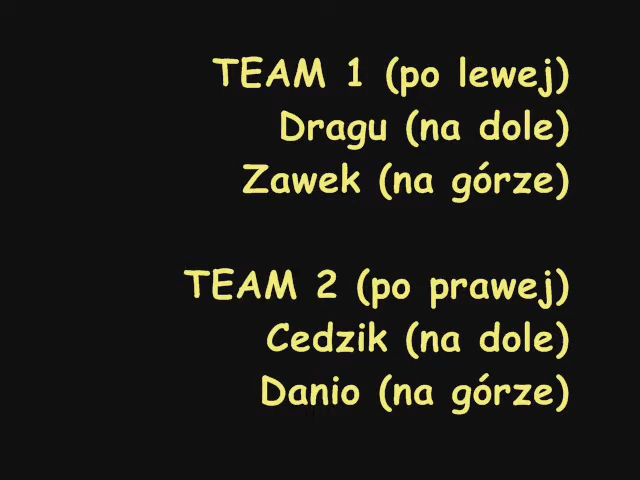 TEAM 1 (po lewej)
Dragu (na dole)
Zawek (na górze)
TEAM 2 (po prawej)
Cedzik (na dole)
Danio (na górze)